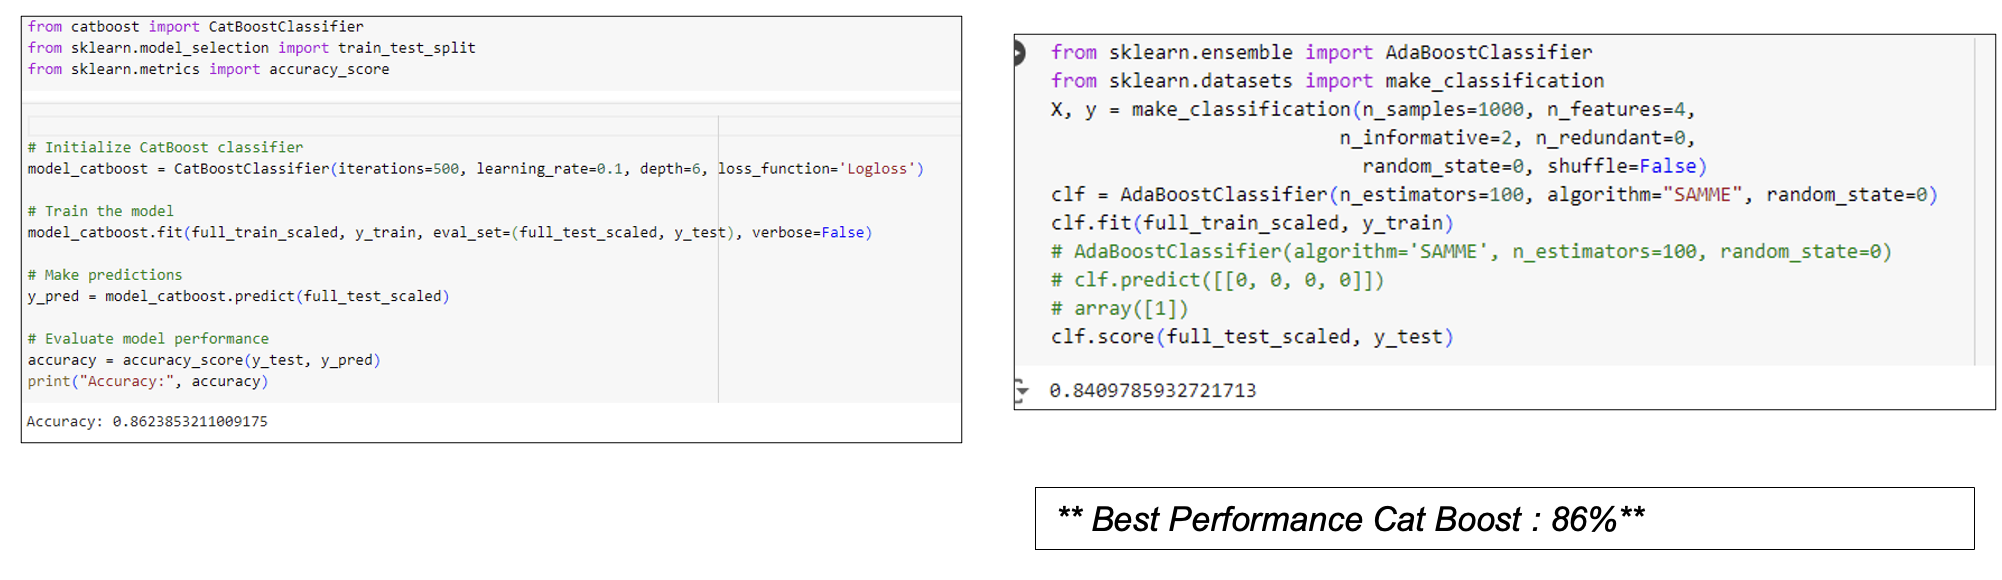 from catboost import CatBoostClassifier
from sklearn.model_selection import train_test_split
from sklearn.metrics import accuracy_score
# Initialize CatBoost classifier
model_catboost = CatBoostClassifier(iterations=500, learning_rate=0.1, depth=6, loss_function='Logloss')
# Train the model
model_catboost.fit(full_train_scaled, y_train, eval_set=(full_test_scaled, y_test), verbose=False)
# Make predictions
y_pred = model_catboost.predict(full_test_scaled)
# Evaluate model performance
accuracy = accuracy_score(y_test, y_pred)
print("Accuracy:", accuracy)
Accuracy: 0.8623853211009175
from sklearn.ensemble import AdaBoostClassifier
from sklearn.datasets import make_classification
X, y = make_classification(n_samples=1000, n_features=4,
n_informative=2, n_redundant=0,
random_state=0, shuffle=False)
clf = AdaBoostClassifier(n_estimators=100, algorithm="SAMME", random_state=0)
clf.fit(full_train_scaled, y_train)
# AdaBoostClassifier(algorithm='SAMME', n_estimators=100, random_state=0)
# clf.predict([[0, 0, 0, 0]])
# array([1])
clf.score(full_test_scaled, y_test)
0.8409785932721713
** Best Performance Cat Boost : 86%**